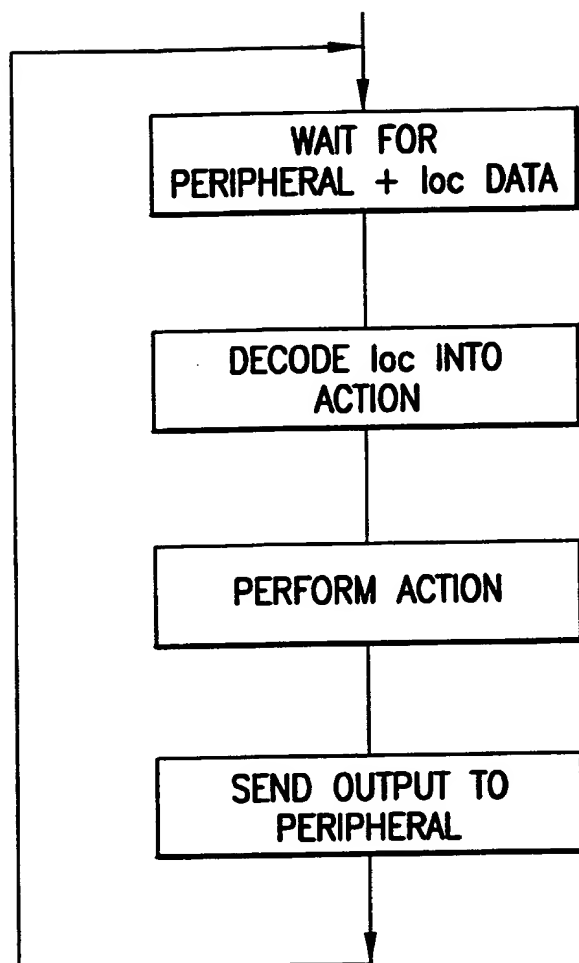 WAIT FOR
PERIPHERAL + loc DATA
DECODE loc INTO
ACTION
PERFORM ACTION
SEND OUTPUT TO
PERIPHERAL